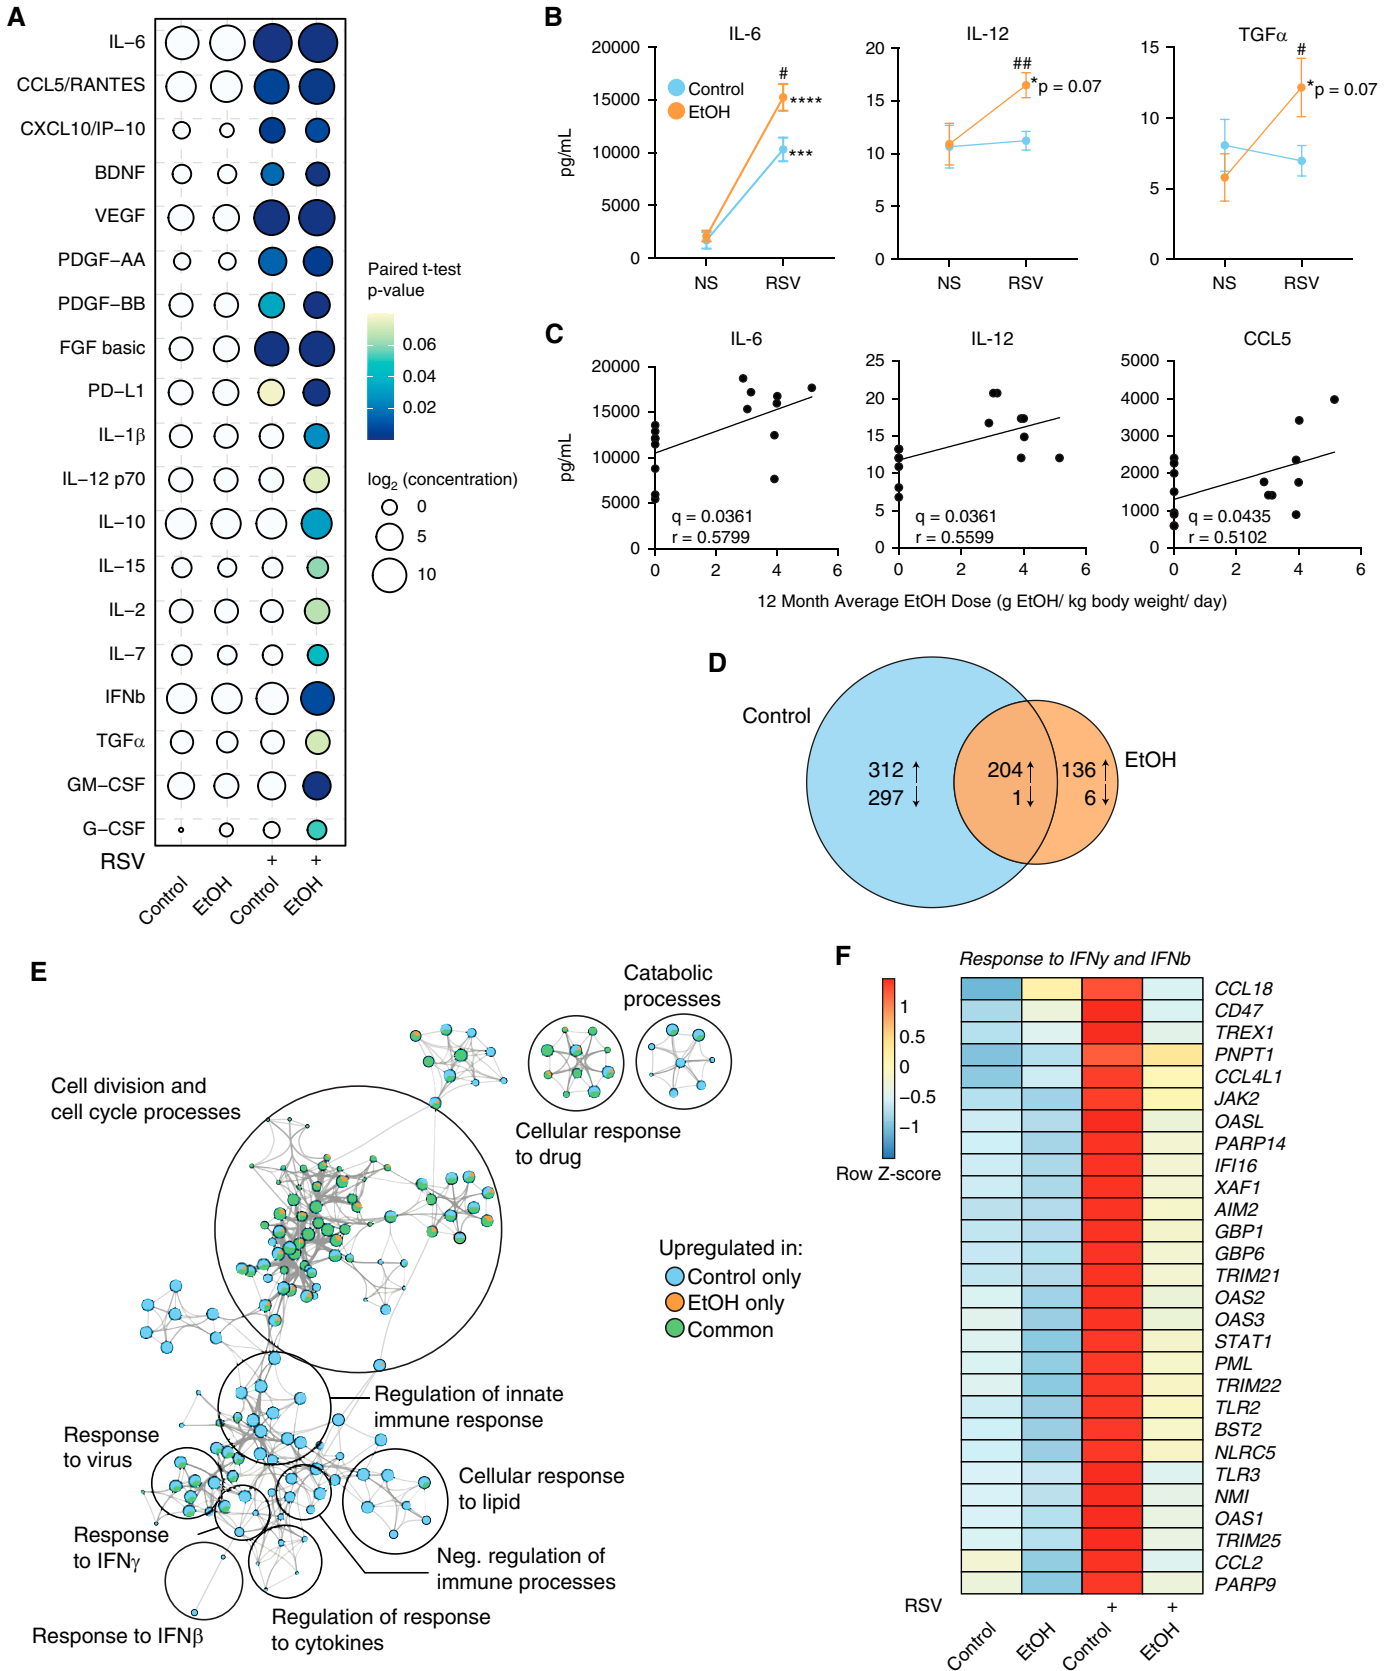 A
IL−6
CCL5/RANTES
CXCL10/IP−10
BDNF
VEGF
PDGF−AA
PDGF−BB
FGF basic
PD−L1
IL−1β
IL−12 p70
IL−10
IL−15
IL−2
IL−7
IFNb
TGFα
GM−CSF
G−CSF
RSV + +
Control EtOH Control EtOH
Paired t-test
p-value
0.06
0.04
0.02
log2 (concentration)
0
5
10
B
IL-6
20000
15000
10000
5000
0
pg/mL
Control
EtOH
#
****
***
NS RSV
IL-12
20
15
10
5
0
##
*p = 0.07
NS RSV
TGFα
15
10
5
0
#
*p = 0.07
NS RSV
C
IL-6
20000
15000
10000
5000
0
pg/mL
q = 0.0361
r = 0.5799
0 2 4 6
IL-12
25
20
15
10
5
0
q = 0.0361
r = 0.5599
0 2 4 6
CCL5
5000
4000
3000
2000
1000
0
q = 0.0435
r = 0.5102
0 2 4 6
12 Month Average EtOH Dose (g EtOH/ kg body weight/ day)
D
Control
EtOH
312 ↑ 204 ↑ 136 ↑
297 ↓ 1 ↓ 6 ↓
E
Catabolic
processes
Cell division and
cell cycle processes
Cellular response
to drug
Upregulated in:
Control only
EtOH only
Common
Regulation of innate
immune response
Response
to virus
Cellular response
to lipid
Response
to IFNγ
Neg. regulation of
immune processes
Regulation of response
to cytokines
Response to IFNβ
F
Response to IFNy and IFNb
1
0.5
0
−0.5
−1
Row Z-score
CCL18
CD47
TREX1
PNPT1
CCL4L1
JAK2
OASL
PARP14
IFI16
XAF1
AIM2
GBP1
GBP6
TRIM21
OAS2
OAS3
STAT1
PML
TRIM22
TLR2
BST2
NLRC5
TLR3
NMI
OAS1
TRIM25
CCL2
PARP9
RSV + +
Control EtOH Control EtOH